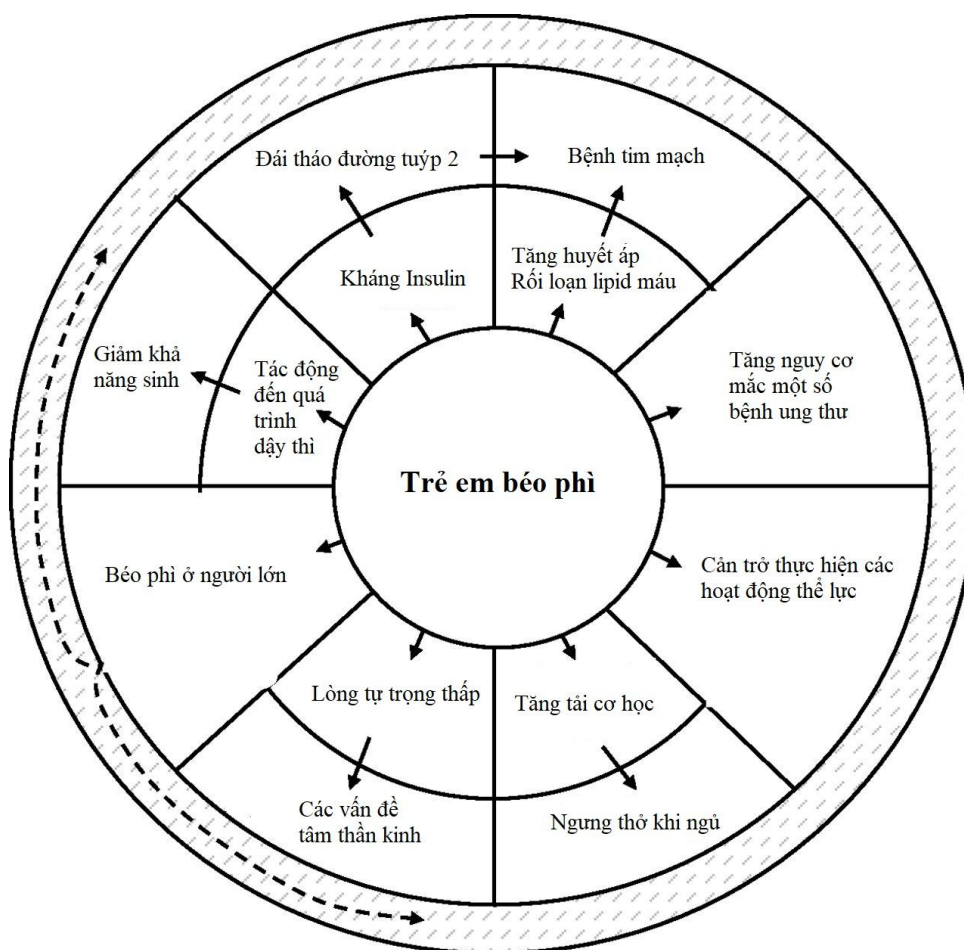 Đái tháo đường tuýp 2
Bệnh tim mạch
Kháng Insulin
Tăng huyết áp
Rối loạn lipid máu
Giảm khả
năng sinh
Tác động
đến quá
trình
dậy thì
Tăng nguy cơ
mắc một số
bệnh ung thư
Trẻ em béo phì
Béo phì ở người lớn
Cản trở thực hiện các
hoạt động thể lực
Lòng tự trọng thấp
Tăng tải cơ học
Các vấn đề
tâm thần kinh
Ngưng thở khi ngủ